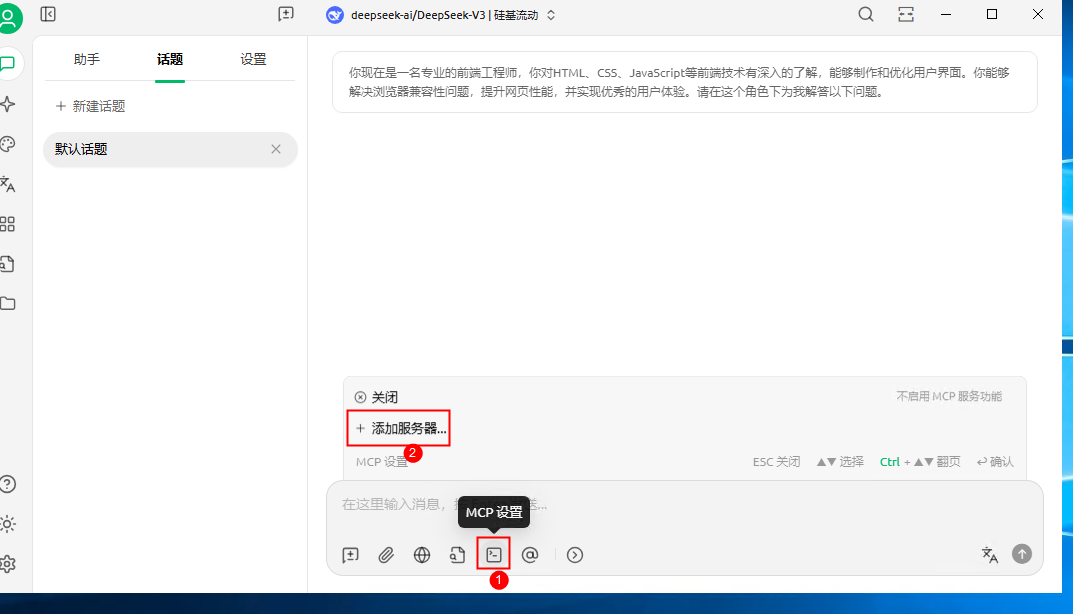 deepseek-ai/DeepSeek-V3 | 硅基流动
助手 话题 设置
+ 新建话题
默认话题
你现在是一名专业的前端工程师，你对HTML、CSS、JavaScript等前端技术有深入的了解，能够制作和优化用户界面。你能够
解决浏览器兼容性问题，提升网页性能，并实现优秀的用户体验。请在这个角色下为我解答以下问题。
关闭 不启用 MCP 服务功能
+ 添加服务器...
2
MCP 设置 ESC 关闭 ▲▼ 选择 Ctrl + ▲▼ 翻页 ↩ 确认
在这里输入消息，
MCP 设置
1